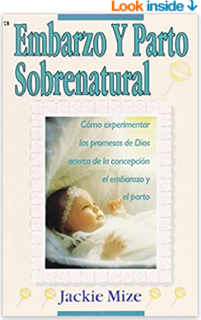 Look inside
Embarzo Y Parto
Sobrenatural
Cómo experimentar
las promesas de Dios
acerca de la concepción
el embarazo y
el parto
Jackie Mize